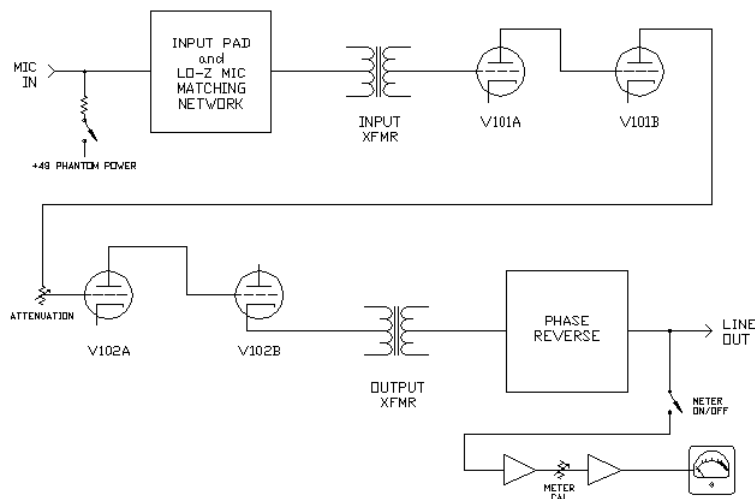 MIC
IN
INPUT PAD
and
LO-Z MIC
MATCHING
NETWORK
+48 PHANTOM POWER
INPUT
XFMR
V101A
V101B
ATTENUATION
V102A
V102B
OUTPUT
XFMR
PHASE
REVERSE
LINE
OUT
METER
ON/OFF
METER
CAL